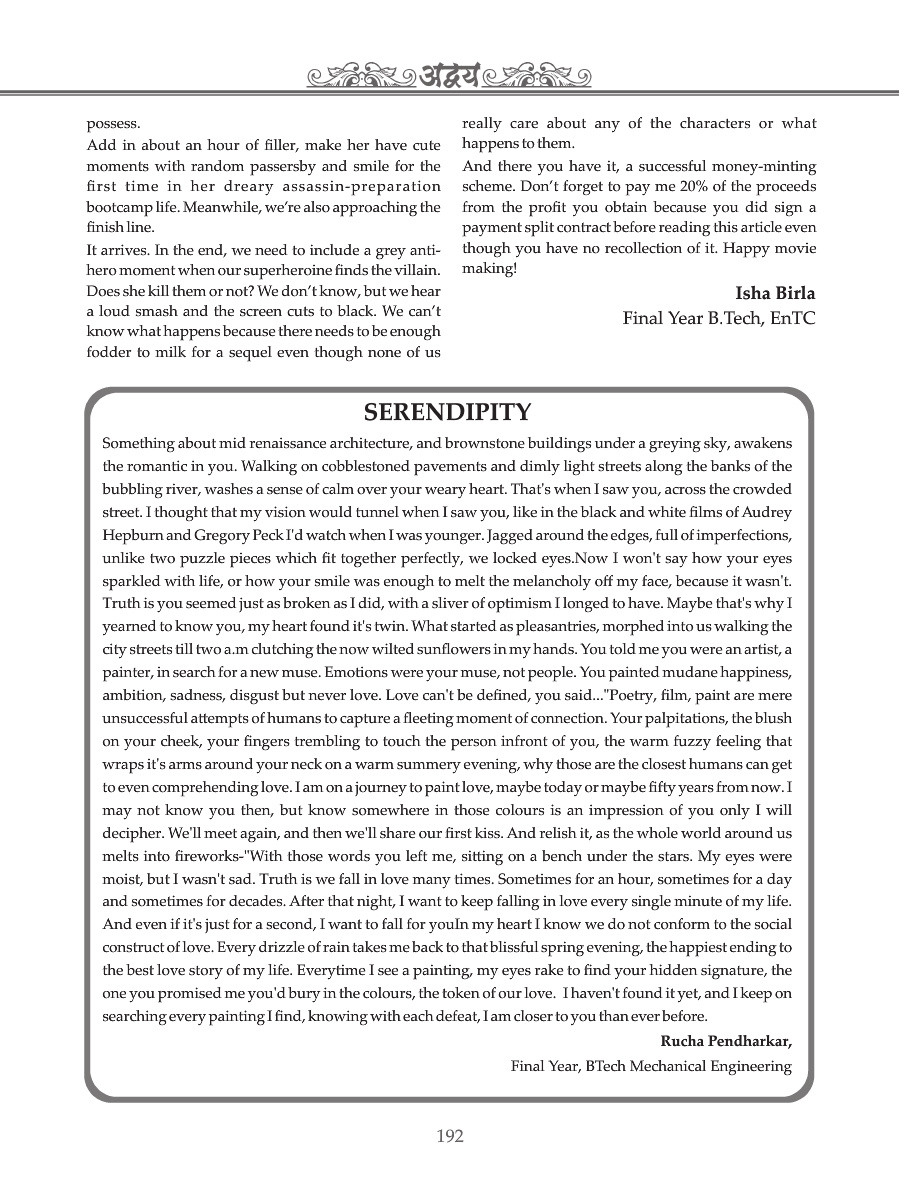 अद्वय
possess.
Add in about an hour of filler, make her have cute
moments with random passersby and smile for the
first time in her dreary assassin-preparation
bootcamp life. Meanwhile, we're also approaching the
finish line.
It arrives. In the end, we need to include a grey anti-
hero moment when our superheroine finds the villain.
Does she kill them or not? We don't know, but we hear
a loud smash and the screen cuts to black. We can't
know what happens because there needs to be enough
fodder to milk for a sequel even though none of us
really care about any of the characters or what
happens to them.
And there you have it, a successful money-minting
scheme. Don't forget to pay me 20% of the proceeds
from the profit you obtain because you did sign a
payment split contract before reading this article even
though you have no recollection of it. Happy movie
making!
Isha Birla
Final Year B.Tech, EnTC
SERENDIPITY
Something about mid renaissance architecture, and brownstone buildings under a greying sky, awakens
the romantic in you. Walking on cobblestoned pavements and dimly light streets along the banks of the
bubbling river, washes a sense of calm over your weary heart. That's when I saw you, across the crowded
street. I thought that my vision would tunnel when I saw you, like in the black and white films of Audrey
Hepburn and Gregory Peck I'd watch when I was younger. Jagged around the edges, full of imperfections,
unlike two puzzle pieces which fit together perfectly, we locked eyes.Now I won't say how your eyes
sparkled with life, or how your smile was enough to melt the melancholy off my face, because it wasn't.
Truth is you seemed just as broken as I did, with a sliver of optimism I longed to have. Maybe that's why I
yearned to know you, my heart found it's twin. What started as pleasantries, morphed into us walking the
city streets till two a.m clutching the now wilted sunflowers in my hands. You told me you were an artist, a
painter, in search for a new muse. Emotions were your muse, not people. You painted mudane happiness,
ambition, sadness, disgust but never love. Love can't be defined, you said..."Poetry, film, paint are mere
unsuccessful attempts of humans to capture a fleeting moment of connection. Your palpitations, the blush
on your cheek, your fingers trembling to touch the person infront of you, the warm fuzzy feeling that
wraps it's arms around your neck on a warm summery evening, why those are the closest humans can get
to even comprehending love. I am on a journey to paint love, maybe today or maybe fifty years from now. I
may not know you then, but know somewhere in those colours is an impression of you only I will
decipher. We'll meet again, and then we'll share our first kiss. And relish it, as the whole world around us
melts into fireworks-"With those words you left me, sitting on a bench under the stars. My eyes were
moist, but I wasn't sad. Truth is we fall in love many times. Sometimes for an hour, sometimes for a day
and sometimes for decades. After that night, I want to keep falling in love every single minute of my life.
And even if it's just for a second, I want to fall for youIn my heart I know we do not conform to the social
construct of love. Every drizzle of rain takes me back to that blissful spring evening, the happiest ending to
the best love story of my life. Everytime I see a painting, my eyes rake to find your hidden signature, the
one you promised me you'd bury in the colours, the token of our love. I haven't found it yet, and I keep on
searching every painting I find, knowing with each defeat, I am closer to you than ever before.
Rucha Pendharkar,
Final Year, BTech Mechanical Engineering
192